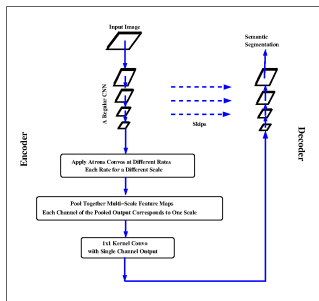 Input Image
Semantic
Segmentation
A Regular CNN
Skips
Encoder
Decoder
Apply Atrous Convos at Different Rates
Each Rate for a Different Scale
Pool Together Multi-Scale Feature Maps
Each Channel of the Pooled Output Corresponds to One Scale
1x1 Kernel Convo
with Single Channel Output